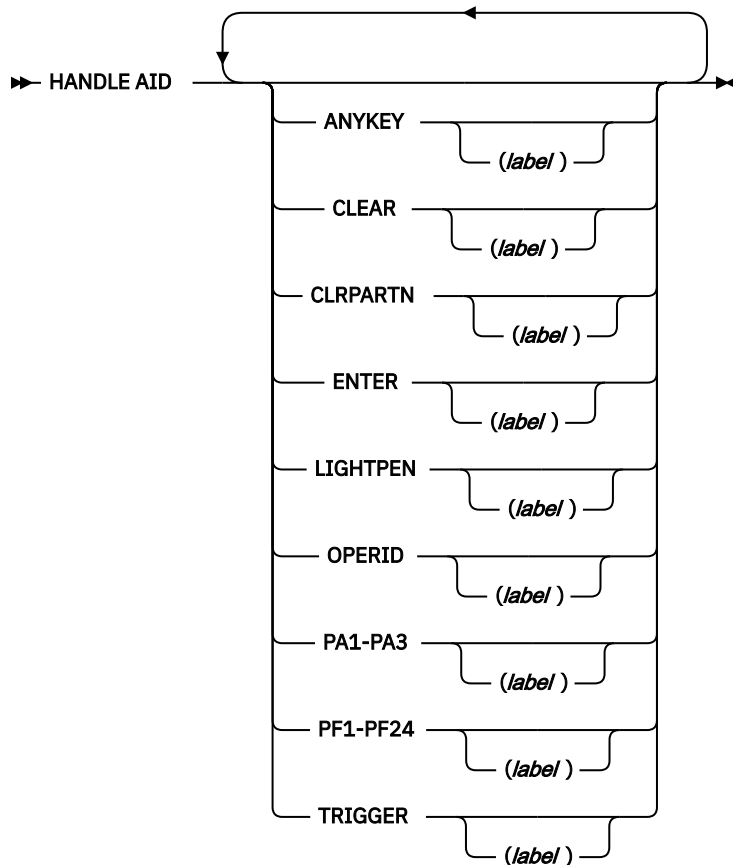 HANDLE AID
ANYKEY
(label )
CLEAR
(label )
CLRPARTN
(label )
ENTER
(label )
LIGHTPEN
(label )
OPERID
(label )
PA1-PA3
(label )
PF1-PF24
(label )
TRIGGER
(label )